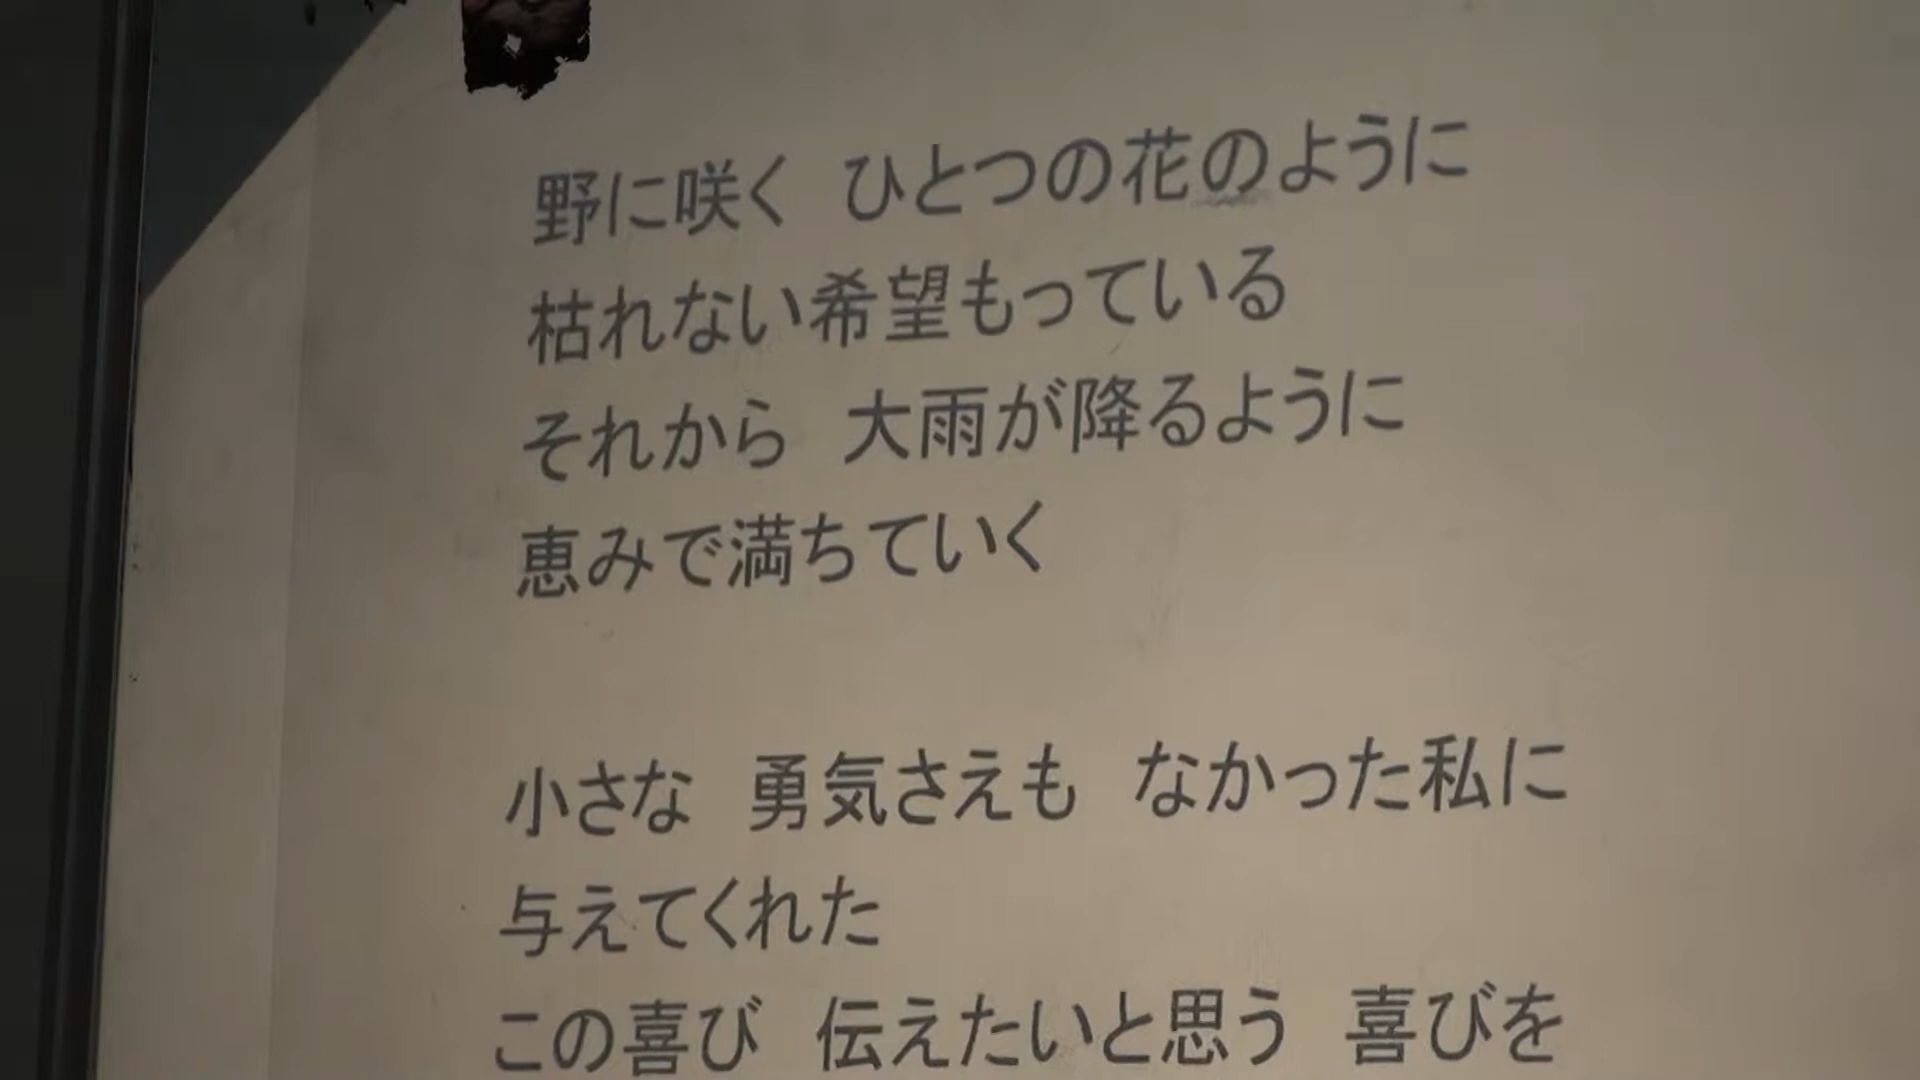 野に咲く ひとつの花のように
枯れない希望もっている
それから 大雨が降るように
恵みで満ちていく
小さな 勇気さえも なかった私に
与えてくれた
この喜び 伝えたいと思う 喜びを